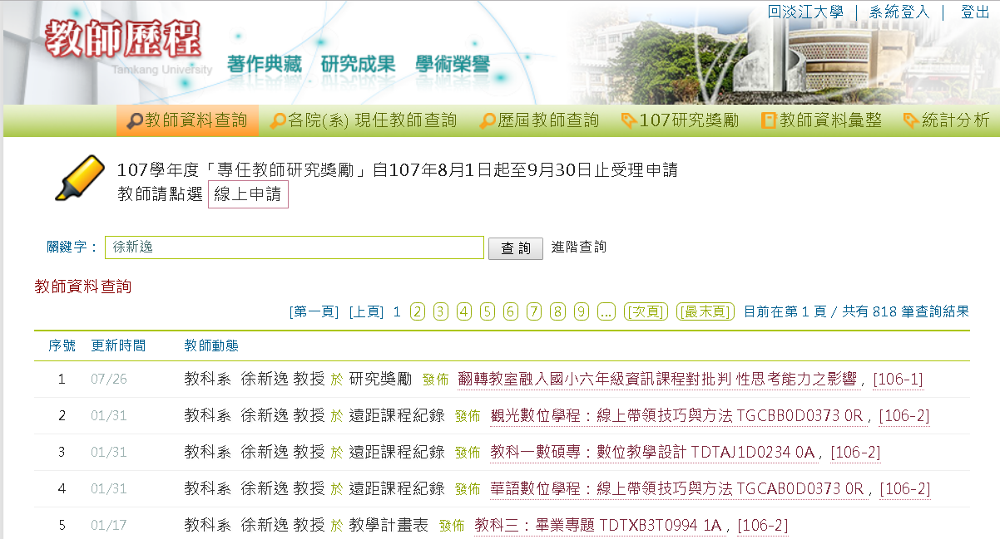 回淡江大學 | 系統登入 | 登出
教師歷程
Tamkang University
著作典藏 研究成果 學術榮譽
教師資料查詢 各院(系) 現任教師查詢 歷屆教師查詢 107研究獎勵 教師資料彙整 統計分析
107學年度「專任教師研究獎勵」自107年8月1日起至9月30日止受理申請
教師請點選 線上申請
關鍵字： 徐新逸 查詢 進階查詢
教師資料查詢
[第一頁] [上頁] 1 2 3 4 5 6 7 8 9 ... [次頁] [最末頁] 目前在第 1 頁 / 共有 818 筆查詢結果
序號 更新時間 教師動態
1 07/26 教科系 徐新逸 教授 於 研究獎勵 發佈 翻轉教室融入國小六年級資訊課程對批判 性思考能力之影響 , [106-1]
2 01/31 教科系 徐新逸 教授 於 遠距課程紀錄 發佈 觀光數位學程：線上帶領技巧與方法 TGCBB0D0373 0R , [106-2]
3 01/31 教科系 徐新逸 教授 於 遠距課程紀錄 發佈 教科一數碩專：數位教學設計 TDTAJ1D0234 0A , [106-2]
4 01/31 教科系 徐新逸 教授 於 遠距課程紀錄 發佈 華語數位學程：線上帶領技巧與方法 TGCAB0D0373 0R , [106-2]
5 01/17 教科系 徐新逸 教授 於 教學計畫表 發佈 教科三：畢業專題 TDTXB3T0994 1A , [106-2]